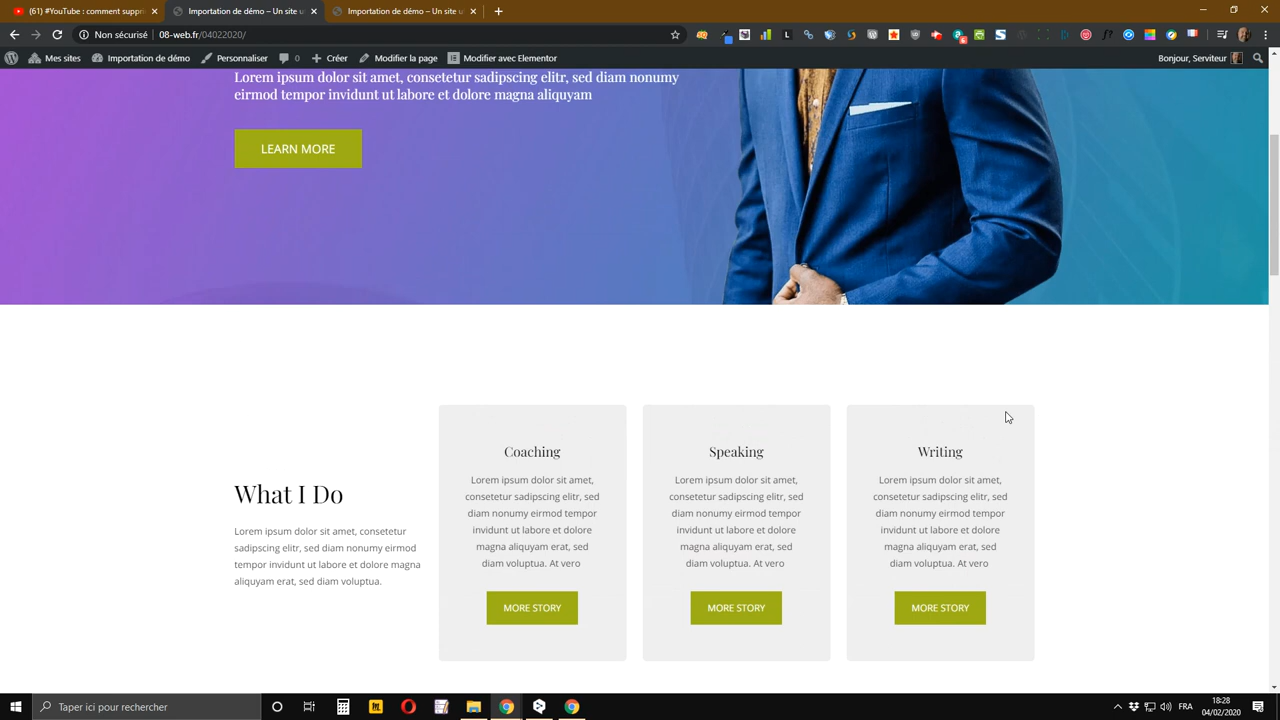 (61) #YouTube : comment suppri
Importation de démo – Un site u
Importation de démo – Un site u
Non sécurisé
08-web.fr/04022020/
Mes sites
Importation de démo
Personnaliser
0
Créer
Modifier la page
Modifier avec Elementor
Bonjour, Serviteur
Lorem ipsum dolor sit amet, consetetur sadipscing elitr, sed diam nonumy
eirmod tempor invidunt ut labore et dolore magna aliquyam
LEARN MORE
What I Do
Lorem ipsum dolor sit amet, consetetur
sadipscing elitr, sed diam nonumy eirmod
tempor invidunt ut labore et dolore magna
aliquyam erat, sed diam voluptua.
Coaching
Lorem ipsum dolor sit amet,
consetetur sadipscing elitr, sed
diam nonumy eirmod tempor
invidunt ut labore et dolore
magna aliquyam erat, sed
diam voluptua. At vero
MORE STORY
Speaking
Lorem ipsum dolor sit amet,
consetetur sadipscing elitr, sed
diam nonumy eirmod tempor
invidunt ut labore et dolore
magna aliquyam erat, sed
diam voluptua. At vero
MORE STORY
Writing
Lorem ipsum dolor sit amet,
consetetur sadipscing elitr, sed
diam nonumy eirmod tempor
invidunt ut labore et dolore
magna aliquyam erat, sed
diam voluptua. At vero
MORE STORY
Taper ici pour rechercher
FRA
18:28
04/02/2020